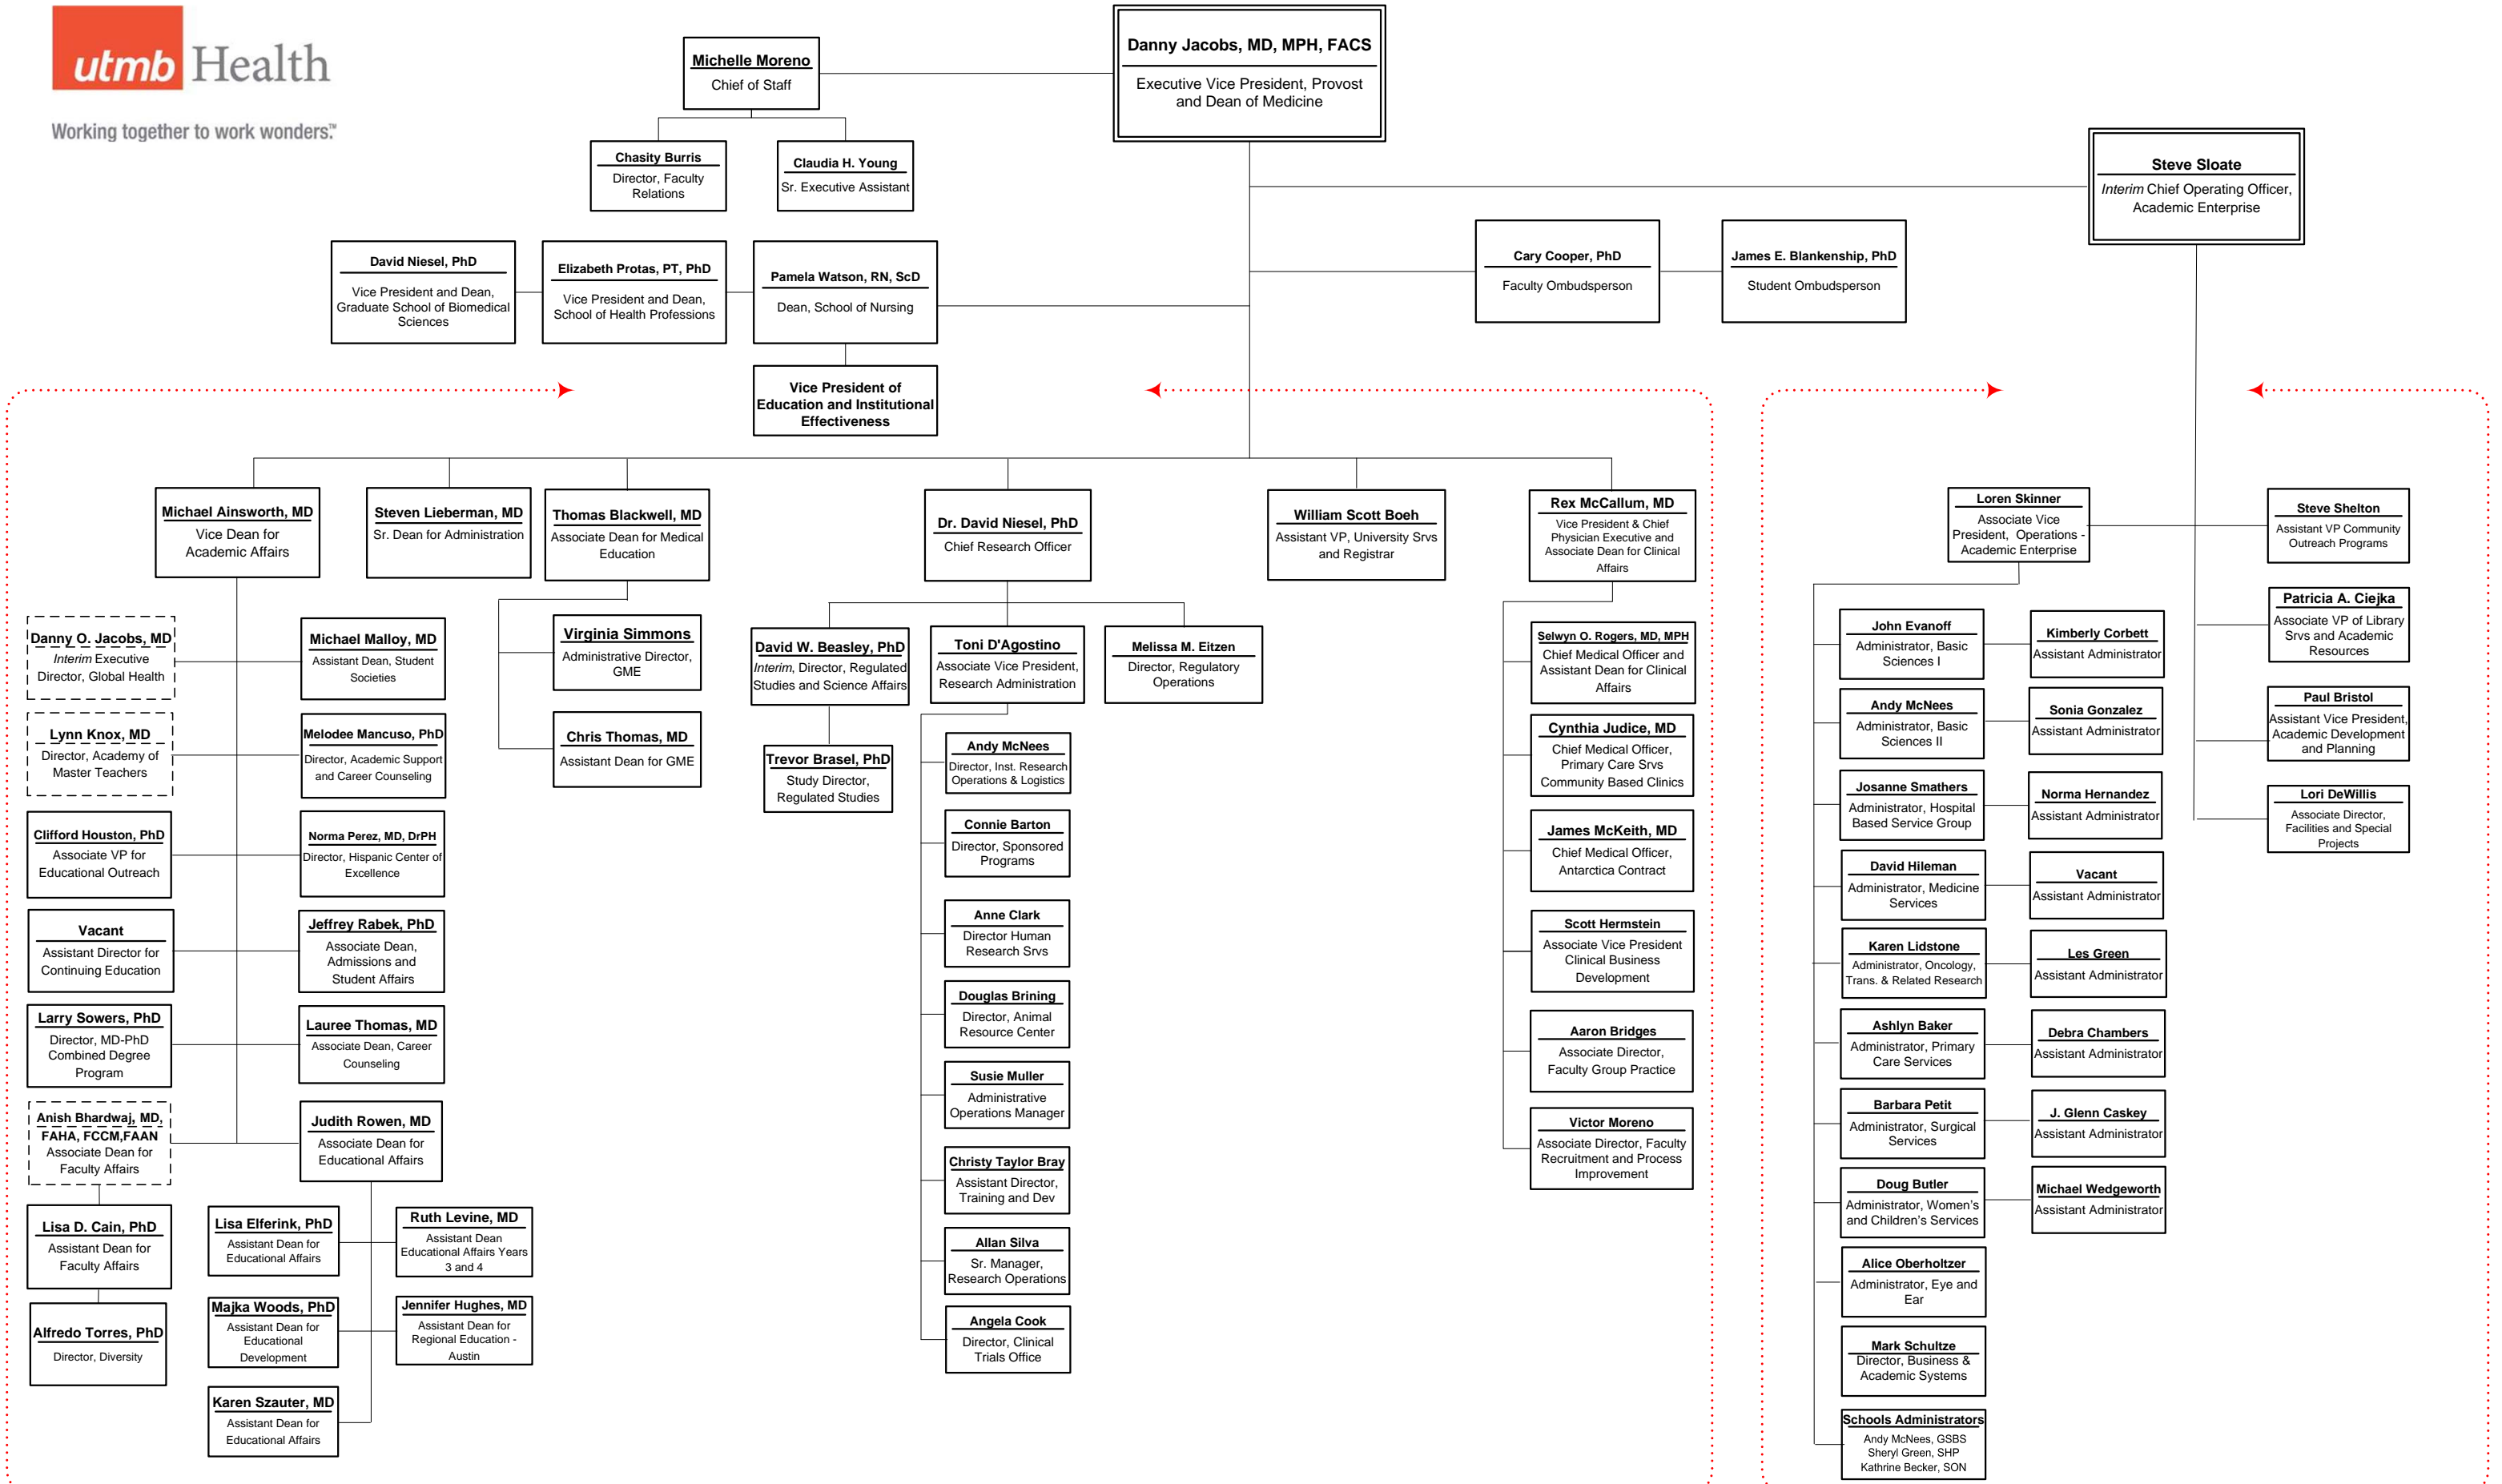 utmb Health
Working together to work wonders.™
Michelle Moreno
Chief of Staff
Danny Jacobs, MD, MPH, FACS
Executive Vice President, Provost
and Dean of Medicine
Chasity Burris
Director, Faculty
Relations
Claudia H. Young
Sr. Executive Assistant
Steve Sloate
Interim Chief Operating Officer,
Academic Enterprise
David Niesel, PhD
Vice President and Dean,
Graduate School of Biomedical
Sciences
Elizabeth Protas, PT, PhD
Vice President and Dean,
School of Health Professions
Pamela Watson, RN, ScD
Dean, School of Nursing
Cary Cooper, PhD
Faculty Ombudsperson
James E. Blankenship, PhD
Student Ombudsperson
Vice President of
Education and Institutional
Effectiveness
Michael Ainsworth, MD
Vice Dean for
Academic Affairs
Steven Lieberman, MD
Sr. Dean for Administration
Thomas Blackwell, MD
Associate Dean for Medical
Education
Dr. David Niesel, PhD
Chief Research Officer
William Scott Boeh
Assistant VP, University Srvs
and Registrar
Rex McCallum, MD
Vice President & Chief
Physician Executive and
Associate Dean for Clinical
Affairs
Loren Skinner
Associate Vice
President, Operations -
Academic Enterprise
Steve Shelton
Assistant VP Community
Outreach Programs
Danny O. Jacobs, MD
Interim Executive
Director, Global Health
Michael Malloy, MD
Assistant Dean, Student
Societies
Lynn Knox, MD
Director, Academy of
Master Teachers
Melodee Mancuso, PhD
Director, Academic Support
and Career Counseling
Clifford Houston, PhD
Associate VP for
Educational Outreach
Norma Perez, MD, DrPH
Director, Hispanic Center of
Excellence
Vacant
Assistant Director for
Continuing Education
Jeffrey Rabek, PhD
Associate Dean,
Admissions and
Student Affairs
Larry Sowers, PhD
Director, MD-PhD
Combined Degree
Program
Lauree Thomas, MD
Associate Dean, Career
Counseling
Anish Bhardwaj, MD,
FAHA, FCCM,FAAN
Associate Dean for
Faculty Affairs
Judith Rowen, MD
Associate Dean for
Educational Affairs
Lisa D. Cain, PhD
Assistant Dean for
Faculty Affairs
Alfredo Torres, PhD
Director, Diversity
Lisa Elferink, PhD
Assistant Dean for
Educational Affairs
Ruth Levine, MD
Assistant Dean
Educational Affairs Years
3 and 4
Majka Woods, PhD
Assistant Dean for
Educational
Development
Jennifer Hughes, MD
Assistant Dean for
Regional Education -
Austin
Karen Szauter, MD
Assistant Dean for
Educational Affairs
Virginia Simmons
Administrative Director,
GME
Chris Thomas, MD
Assistant Dean for GME
David W. Beasley, PhD
Interim, Director, Regulated
Studies and Science Affairs
Toni D'Agostino
Associate Vice President,
Research Administration
Melissa M. Eitzen
Director, Regulatory
Operations
Trevor Brasel, PhD
Study Director,
Regulated Studies
Andy McNees
Director, Inst. Research
Operations & Logistics
Connie Barton
Director, Sponsored
Programs
Anne Clark
Director Human
Research Srvs
Douglas Brining
Director, Animal
Resource Center
Susie Muller
Administrative
Operations Manager
Christy Taylor Bray
Assistant Director,
Training and Dev
Allan Silva
Sr. Manager,
Research Operations
Angela Cook
Director, Clinical
Trials Office
Selwyn O. Rogers, MD, MPH
Chief Medical Officer and
Assistant Dean for Clinical
Affairs
Cynthia Judice, MD
Chief Medical Officer,
Primary Care Srvs
Community Based Clinics
James McKeith, MD
Chief Medical Officer,
Antarctica Contract
Scott Hermstein
Associate Vice President
Clinical Business
Development
Aaron Bridges
Associate Director,
Faculty Group Practice
Victor Moreno
Associate Director, Faculty
Recruitment and Process
Improvement
John Evanoff
Administrator, Basic
Sciences I
Kimberly Corbett
Assistant Administrator
Andy McNees
Administrator, Basic
Sciences II
Sonia Gonzalez
Assistant Administrator
Josanne Smathers
Administrator, Hospital
Based Service Group
Norma Hernandez
Assistant Administrator
David Hileman
Administrator, Medicine
Services
Vacant
Assistant Administrator
Karen Lidstone
Administrator, Oncology,
Trans. & Related Research
Les Green
Assistant Administrator
Ashlyn Baker
Administrator, Primary
Care Services
Debra Chambers
Assistant Administrator
Barbara Petit
Administrator, Surgical
Services
J. Glenn Caskey
Assistant Administrator
Doug Butler
Administrator, Women's
and Children's Services
Michael Wedgeworth
Assistant Administrator
Alice Oberholtzer
Administrator, Eye and
Ear
Mark Schultze
Director, Business &
Academic Systems
Schools Administrators
Andy McNees, GSBS
Sheryl Green, SHP
Kathrine Becker, SON
Patricia A. Ciejka
Associate VP of Library
Srvs and Academic
Resources
Paul Bristol
Assistant Vice President,
Academic Development
and Planning
Lori DeWillis
Associate Director,
Facilities and Special
Projects